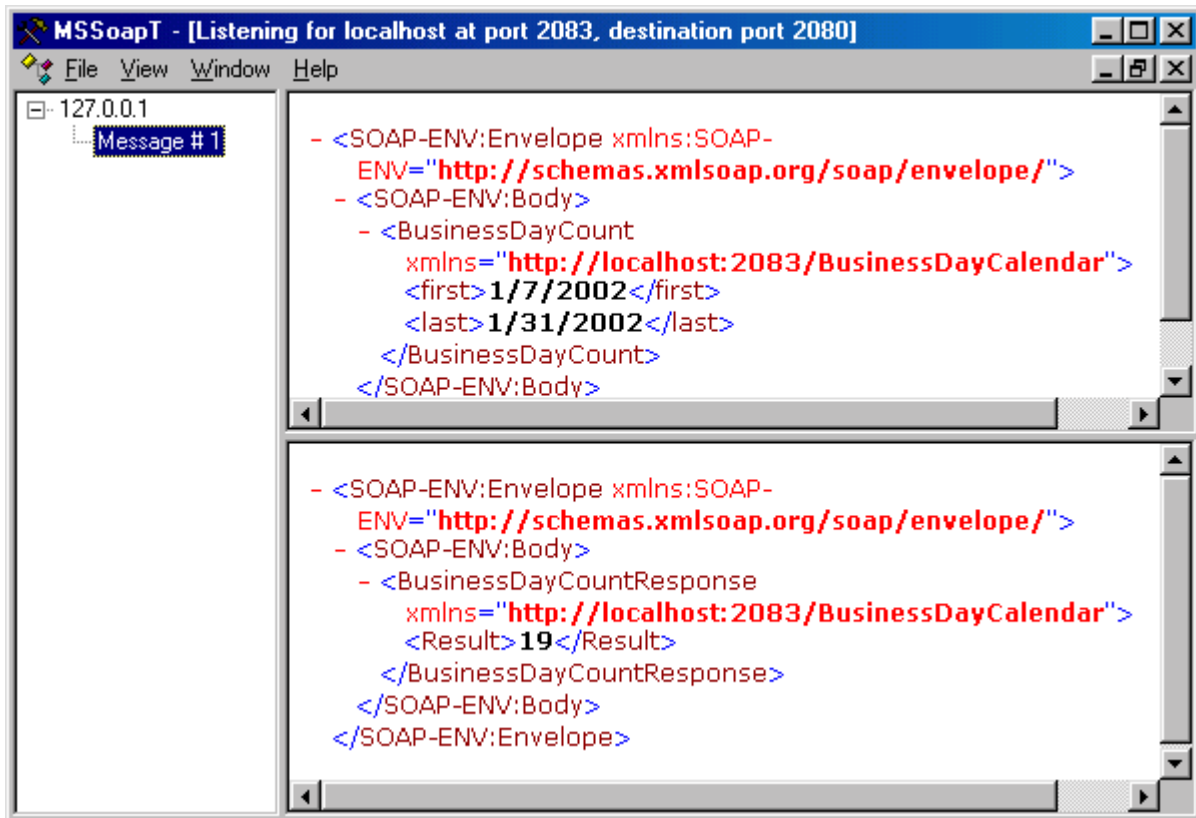 MSSoapT - [Listening for localhost at port 2083, destination port 2080]
File View Window Help
127.0.0.1
Message # 1
- <SOAP-ENV:Envelope xmlns:SOAP-
ENV="http://schemas.xmlsoap.org/soap/envelope/">
- <SOAP-ENV:Body>
- <BusinessDayCount
xmlns="http://localhost:2083/BusinessDayCalendar">
<first>1/7/2002</first>
<last>1/31/2002</last>
</BusinessDayCount>
</SOAP-ENV:Body>
- <SOAP-ENV:Envelope xmlns:SOAP-
ENV="http://schemas.xmlsoap.org/soap/envelope/">
- <SOAP-ENV:Body>
- <BusinessDayCountResponse
xmlns="http://localhost:2083/BusinessDayCalendar">
<Result>19</Result>
</BusinessDayCountResponse>
</SOAP-ENV:Body>
</SOAP-ENV:Envelope>